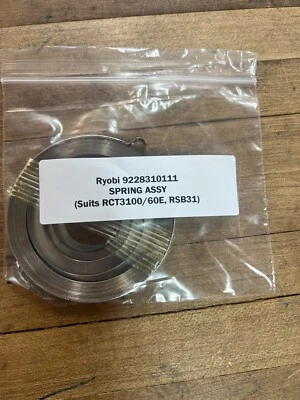 Ryobi 9228310111
SPRING ASSY
(Suits RCT3100/60E, RSB31)